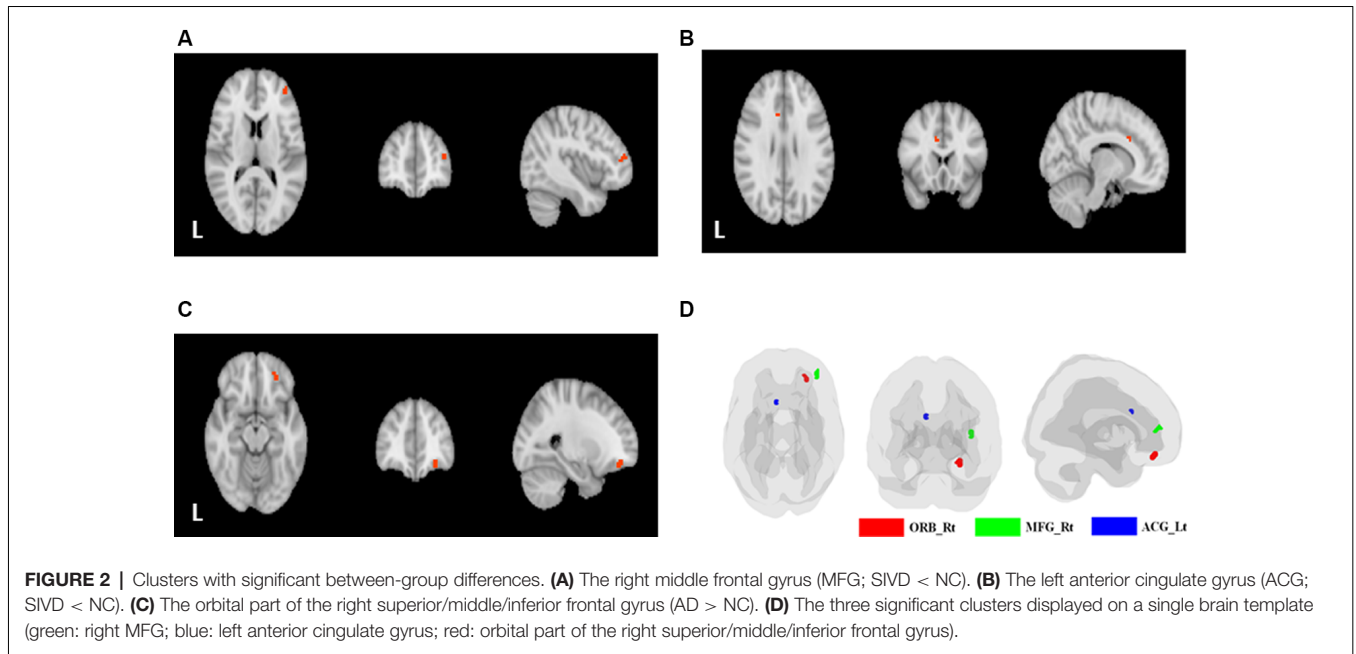 A
B
L
L
C
D
L
ORB_Rt MFG_Rt ACG_Lt
FIGURE 2 | Clusters with significant between-group differences. (A) The right middle frontal gyrus (MFG; SIVD < NC). (B) The left anterior cingulate gyrus (ACG;
SIVD < NC). (C) The orbital part of the right superior/middle/inferior frontal gyrus (AD > NC). (D) The three significant clusters displayed on a single brain template
(green: right MFG; blue: left anterior cingulate gyrus; red: orbital part of the right superior/middle/inferior frontal gyrus).